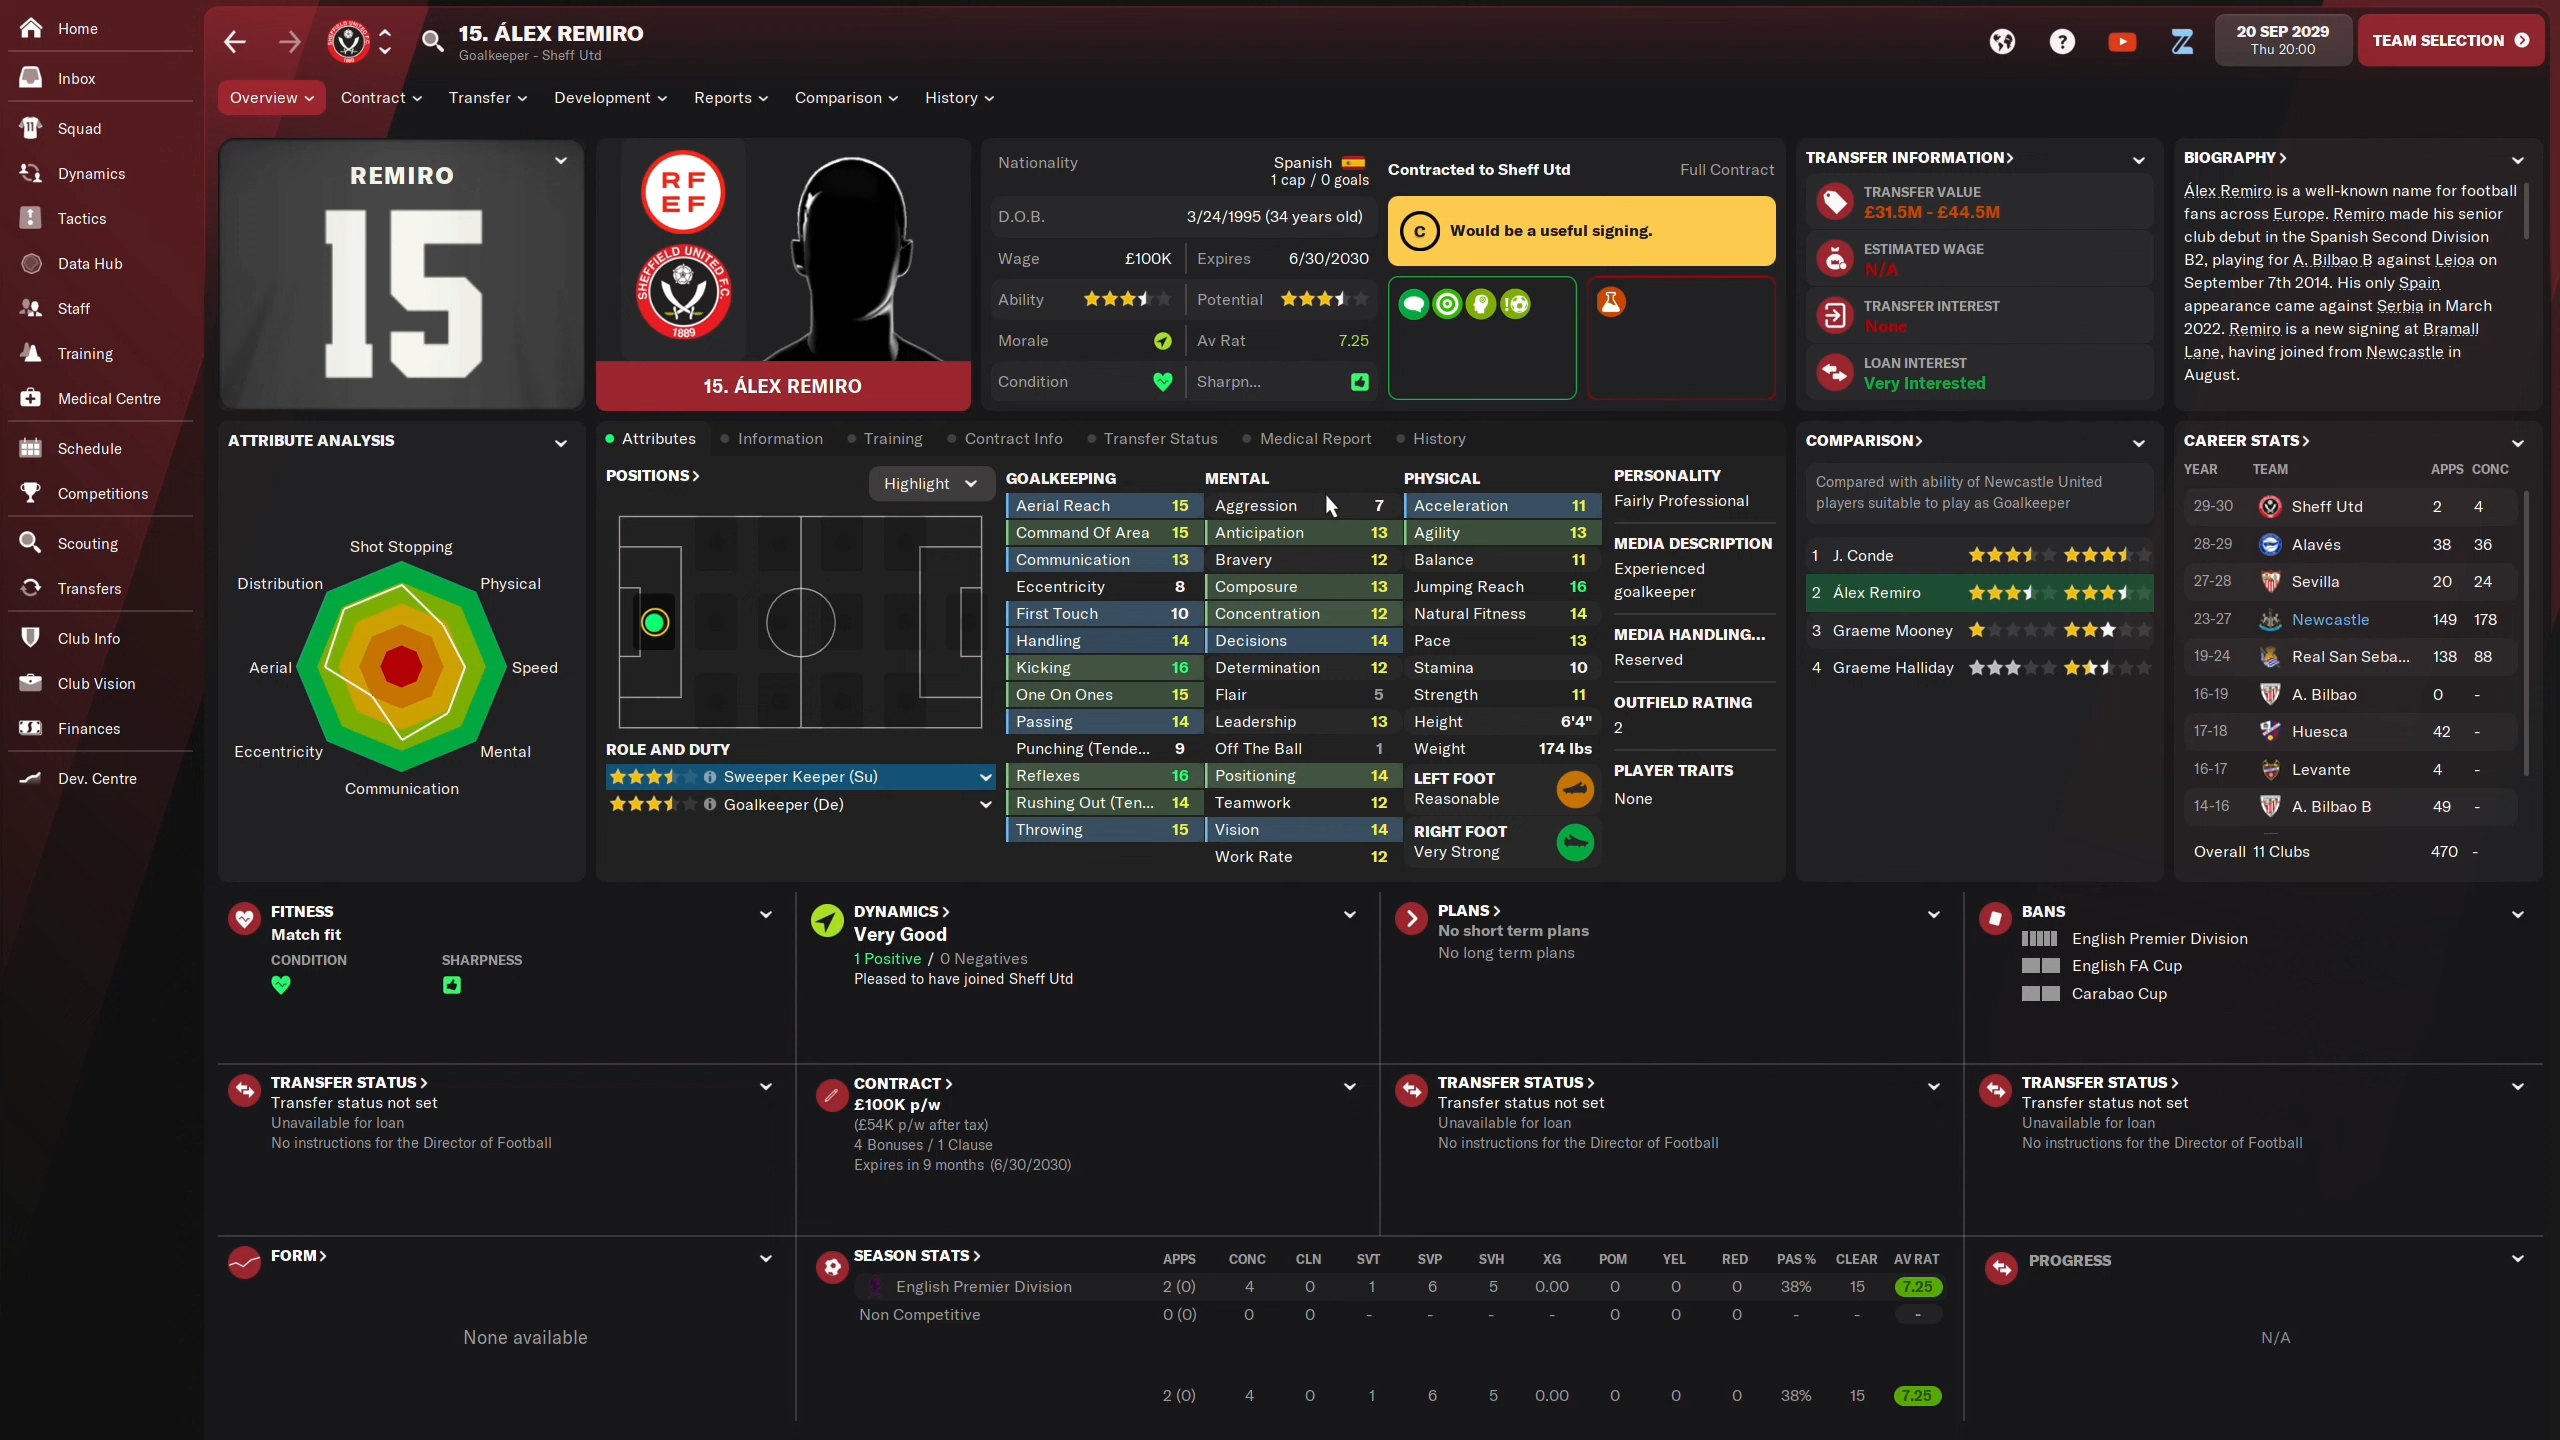 Home
Inbox
Squad
Dynamics
Tactics
Data Hub
Staff
Training
Medical Centre
Schedule
Competitions
Scouting
Transfers
Club Info
Club Vision
Finances
Dev. Centre
15. ÁLEX REMIRO
Goalkeeper - Sheff Utd
20 SEP 2029
Thu 20:00
TEAM SELECTION
Overview Contract Transfer Development Reports Comparison History
REMIRO
15
RF
EF
SHEFFIELD UNITED F.C.
1889
15. ÁLEX REMIRO
Nationality Spanish
1 cap / 0 goals
D.O.B. 3/24/1995 (34 years old)
Wage £100K Expires 6/30/2030
Ability Potential
Morale Av Rat 7.25
Condition Sharpn...
Contracted to Sheff Utd Full Contract
C Would be a useful signing.
TRANSFER INFORMATION
TRANSFER VALUE
£31.5M - £44.5M
ESTIMATED WAGE
N/A
TRANSFER INTEREST
None
LOAN INTEREST
Very Interested
BIOGRAPHY
Álex Remiro is a well-known name for football
fans across Europe. Remiro made his senior
club debut in the Spanish Second Division
B2, playing for A. Bilbao B against Leioa on
September 7th 2014. His only Spain
appearance came against Serbia in March
2022. Remiro is a new signing at Bramall
Lane, having joined from Newcastle in
August.
ATTRIBUTE ANALYSIS
Shot Stopping
Distribution Physical
Aerial Speed
Eccentricity Mental
Communication
Attributes Information Training Contract Info Transfer Status Medical Report History
POSITIONS
Highlight
ROLE AND DUTY
Sweeper Keeper (Su)
Goalkeeper (De)
GOALKEEPING
Aerial Reach 15
Command Of Area 15
Communication 13
Eccentricity 8
First Touch 10
Handling 14
Kicking 16
One On Ones 15
Passing 14
Punching (Tende... 9
Reflexes 16
Rushing Out (Ten... 14
Throwing 15
MENTAL
Aggression 7
Anticipation 13
Bravery 12
Composure 13
Concentration 12
Decisions 14
Determination 12
Flair 5
Leadership 13
Off The Ball 1
Positioning 14
Teamwork 12
Vision 14
Work Rate 12
PHYSICAL
Acceleration 11
Agility 13
Balance 11
Jumping Reach 16
Natural Fitness 14
Pace 13
Stamina 10
Strength 11
Height 6'4"
Weight 174 lbs
LEFT FOOT
Reasonable
RIGHT FOOT
Very Strong
PERSONALITY
Fairly Professional
MEDIA DESCRIPTION
Experienced
goalkeeper
MEDIA HANDLING...
Reserved
OUTFIELD RATING
2
PLAYER TRAITS
None
COMPARISON
Compared with ability of Newcastle United
players suitable to play as Goalkeeper
1 J. Conde
2 Álex Remiro
3 Graeme Mooney
4 Graeme Halliday
CAREER STATS
YEAR TEAM APPS CONC
29-30 Sheff Utd 2 4
28-29 Alavés 38 36
27-28 Sevilla 20 24
23-27 Newcastle 149 178
19-24 Real San Seba... 138 88
16-19 A. Bilbao 0 -
17-18 Huesca 42 -
16-17 Levante 4 -
14-16 A. Bilbao B 49 -
Overall 11 Clubs 470 -
FITNESS
Match fit
CONDITION SHARPNESS
DYNAMICS
Very Good
1 Positive / 0 Negatives
Pleased to have joined Sheff Utd
PLANS
No short term plans
No long term plans
BANS
English Premier Division
English FA Cup
Carabao Cup
TRANSFER STATUS
Transfer status not set
Unavailable for loan
No instructions for the Director of Football
CONTRACT
£100K p/w
(£54K p/w after tax)
4 Bonuses / 1 Clause
Expires in 9 months (6/30/2030)
TRANSFER STATUS
Transfer status not set
Unavailable for loan
No instructions for the Director of Football
TRANSFER STATUS
Transfer status not set
Unavailable for loan
No instructions for the Director of Football
FORM
None available
SEASON STATS APPS CONC CLN SVT SVP SVH XG POM YEL RED PAS % CLEAR AV RAT
English Premier Division 2 (0) 4 0 1 6 5 0.00 0 0 0 38% 15 7.25
Non Competitive 0 (0) 0 0 - - - - 0 0 0 - - -
2 (0) 4 0 1 6 5 0.00 0 0 0 38% 15 7.25
PROGRESS
N/A